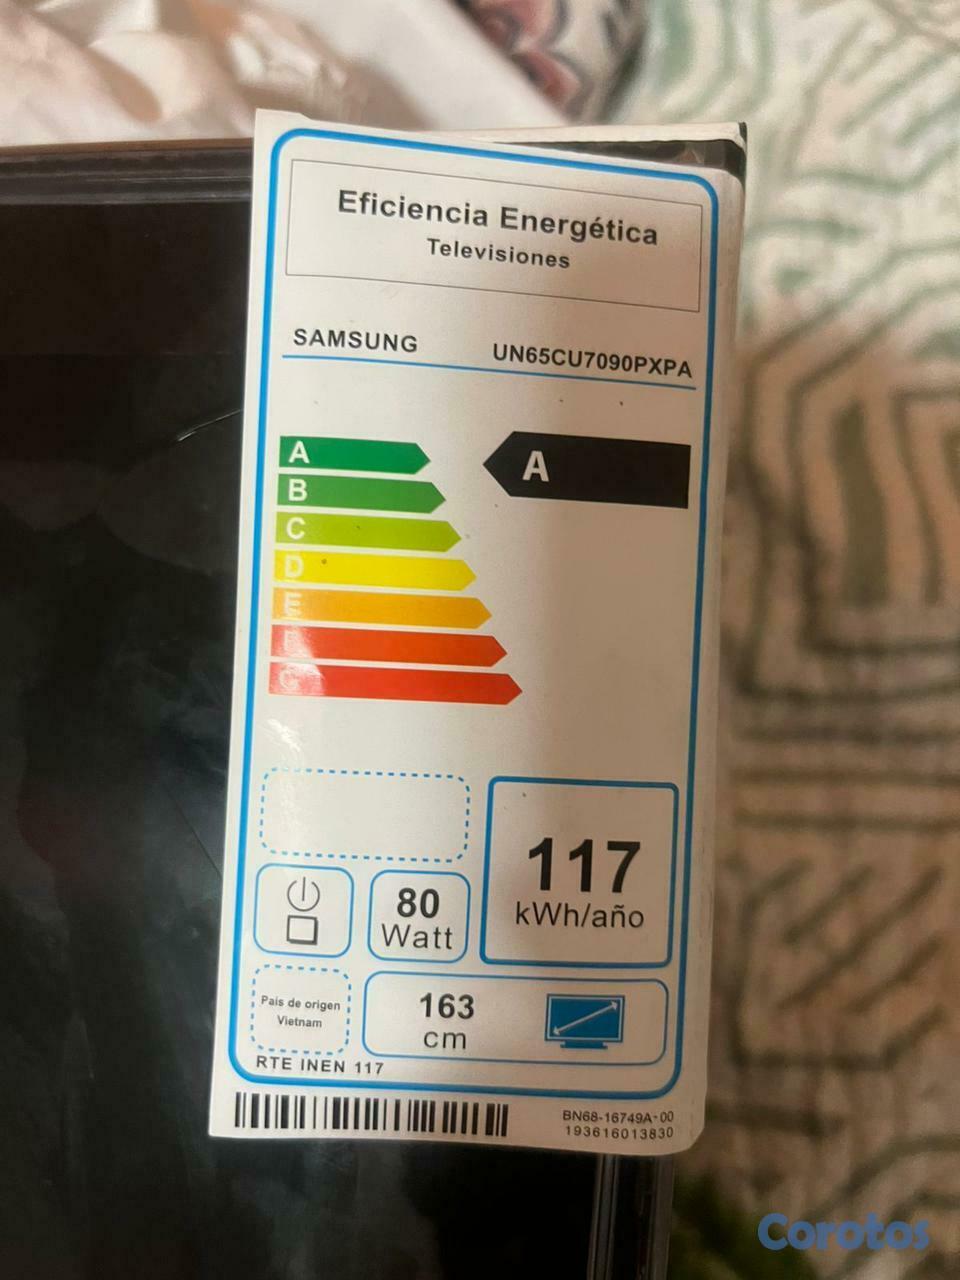 Eficiencia Energética
Televisiones
SAMSUNG UN65CU7090PXPA
A
A
B
C
D
E
F
G
117
kWh/año
80
Watt
País de origen
Vietnam
163
cm
RTE INEN 117
BN68-16749A-00
193616013830
Corotos